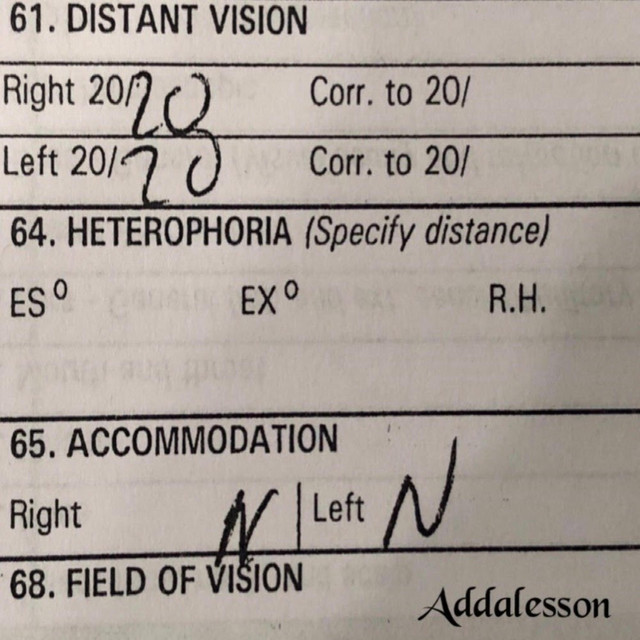 61. DISTANT VISION
Right 20/20 Corr. to 20/
Left 20/20 Corr. to 20/
64. HETEROPHORIA (Specify distance)
ES° EX° R.H.
65. ACCOMMODATION
Right N Left N
68. FIELD OF VISION
Addalesson